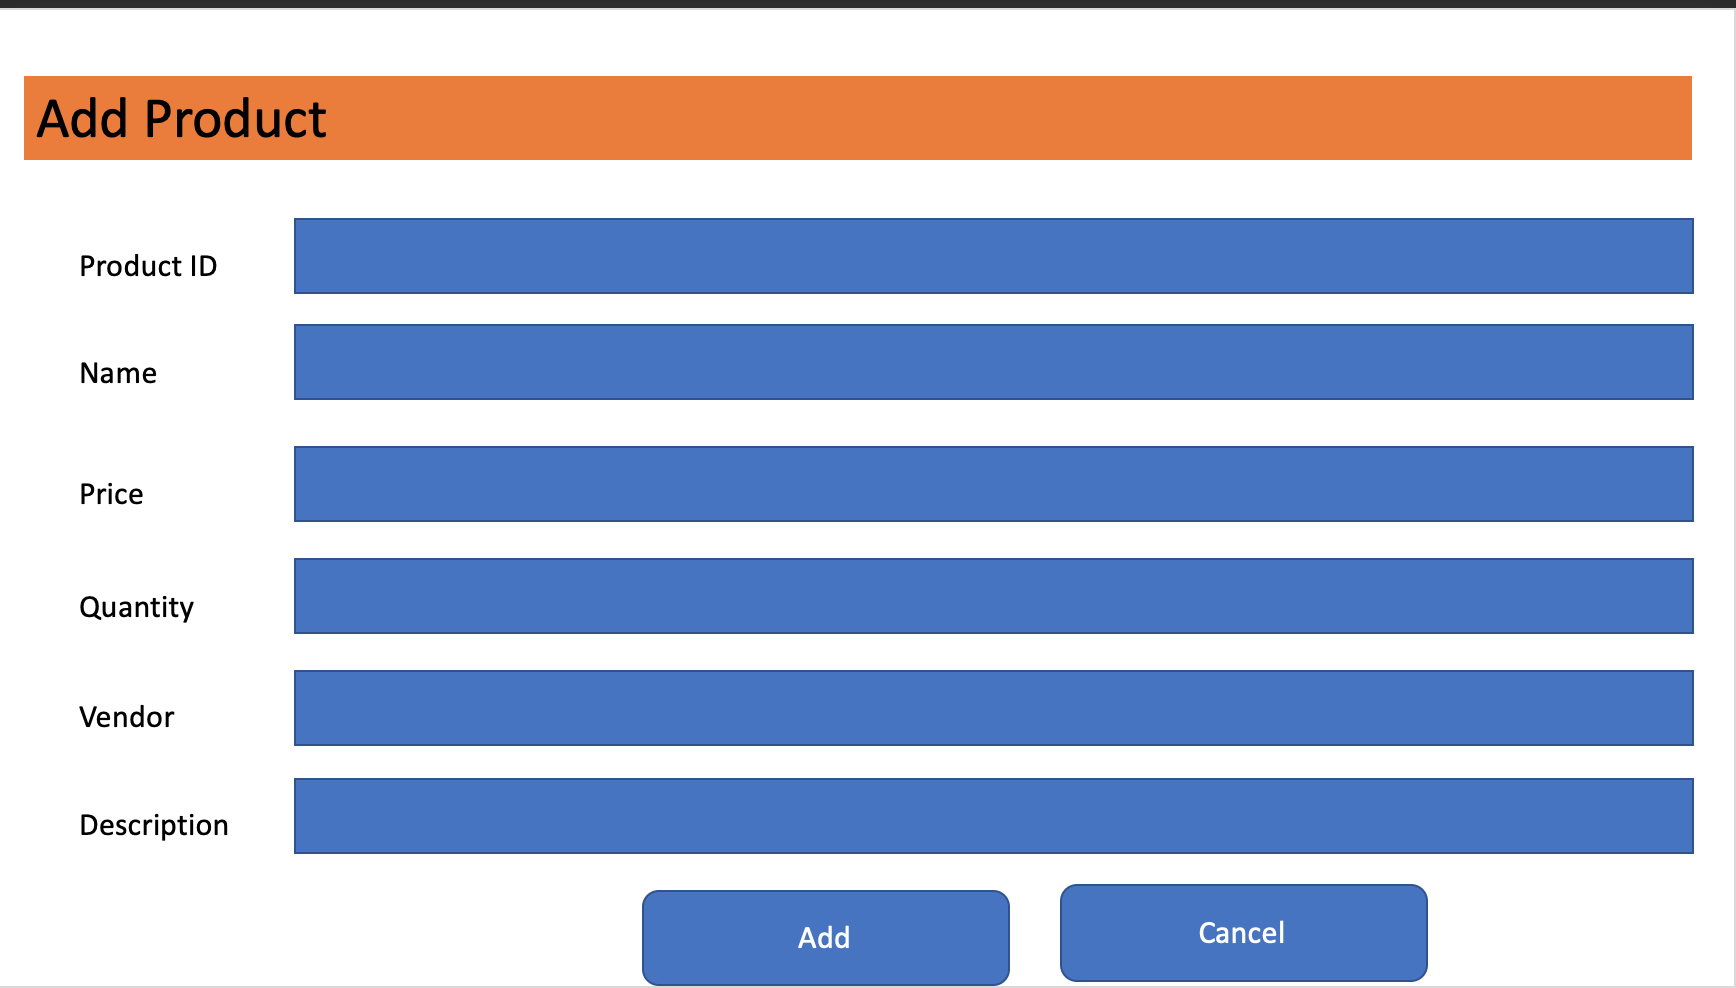 Add Product
Product ID
Name
Price
Quantity
Vendor
Description
Add
Cancel